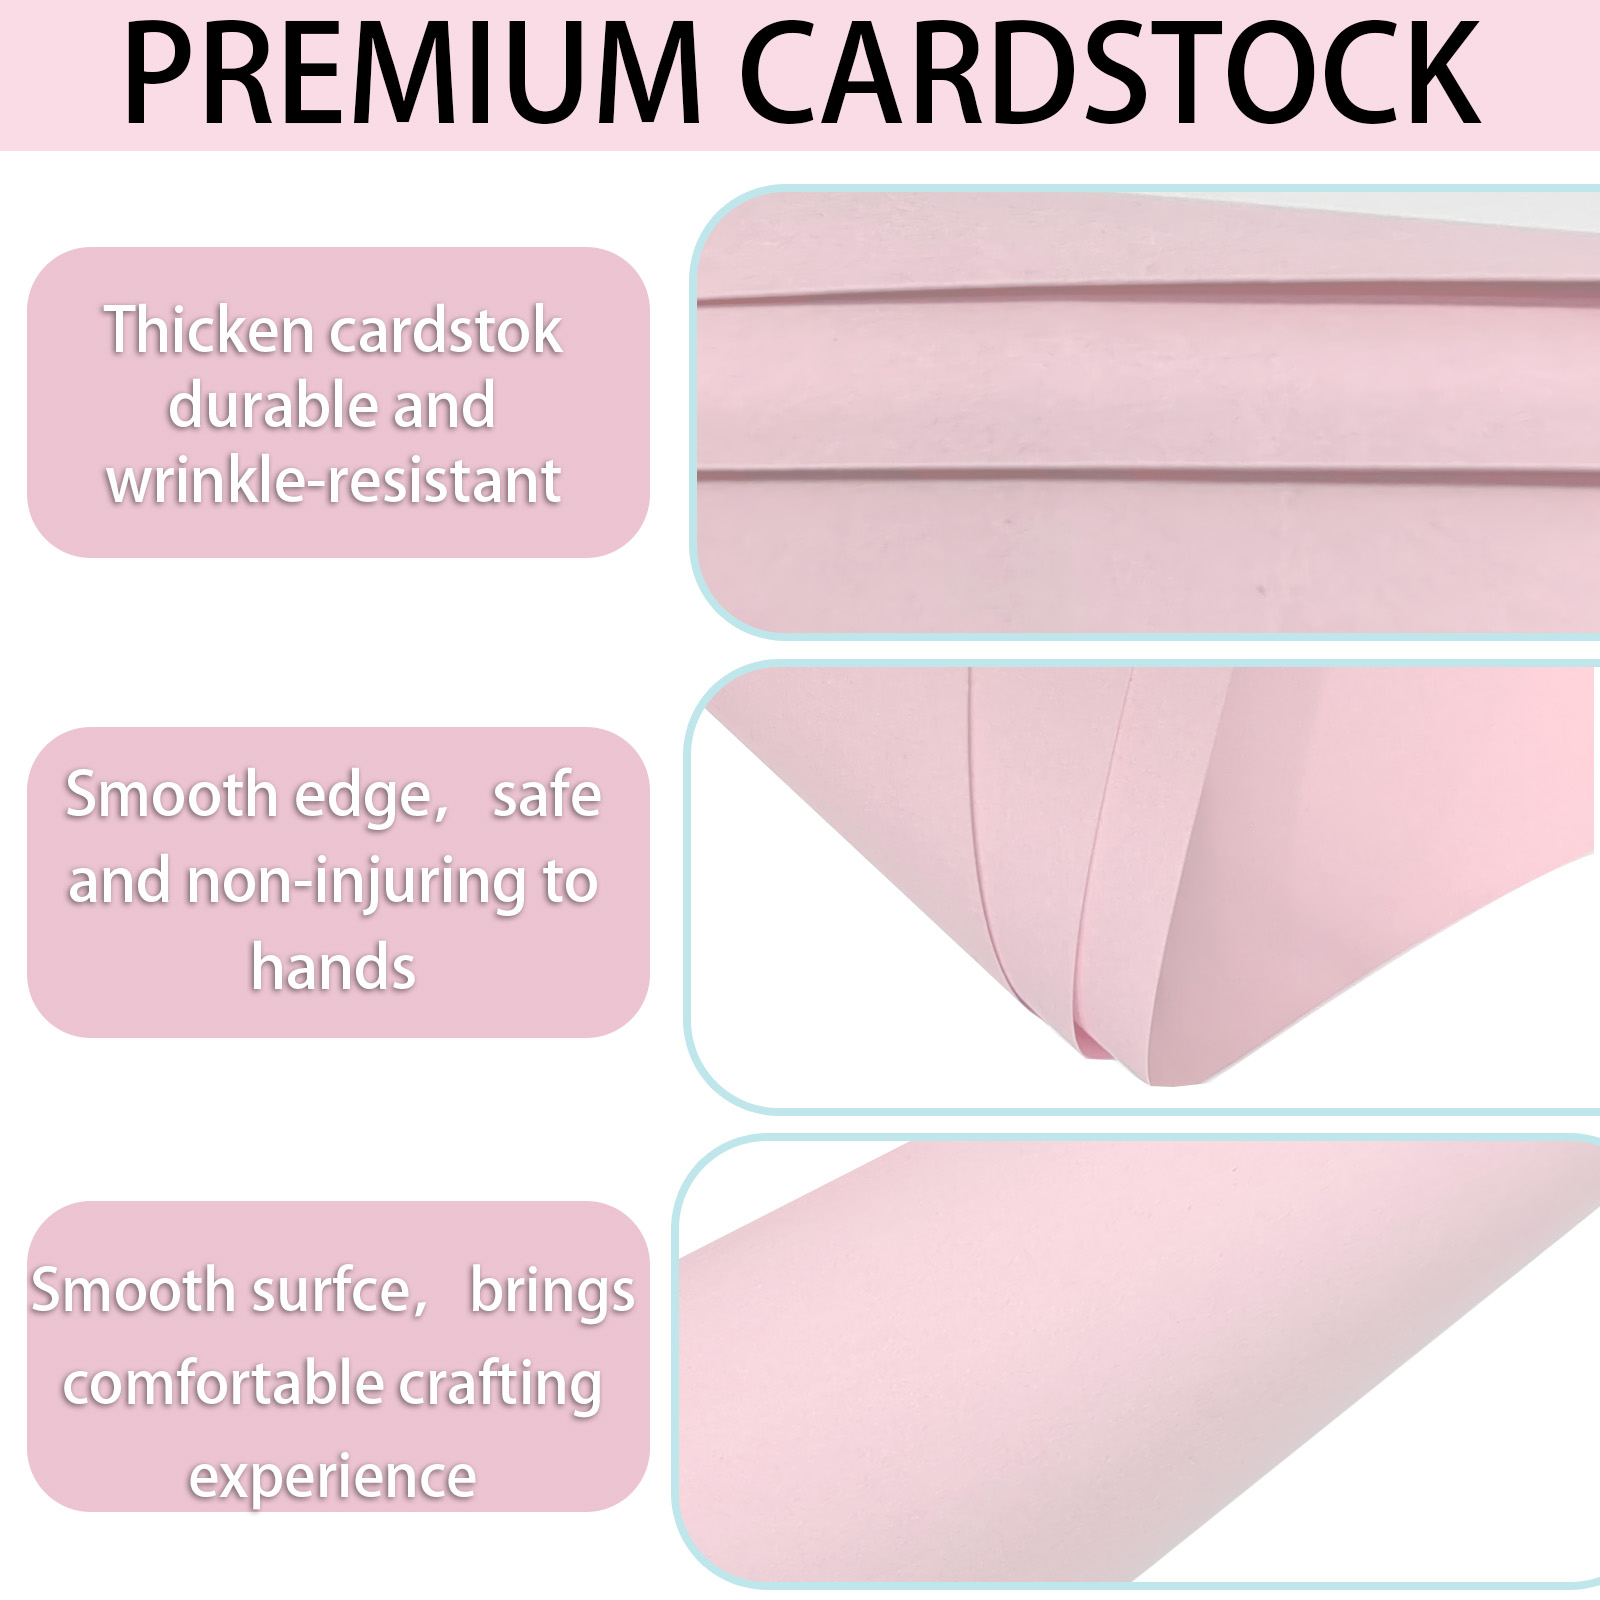 PREMIUM CARDSTOCK
Thicken cardstok
durable and
wrinkle-resistant
Smooth edge， safe
and non-injuring to
hands
Smooth surfce， brings
comfortable crafting
experience